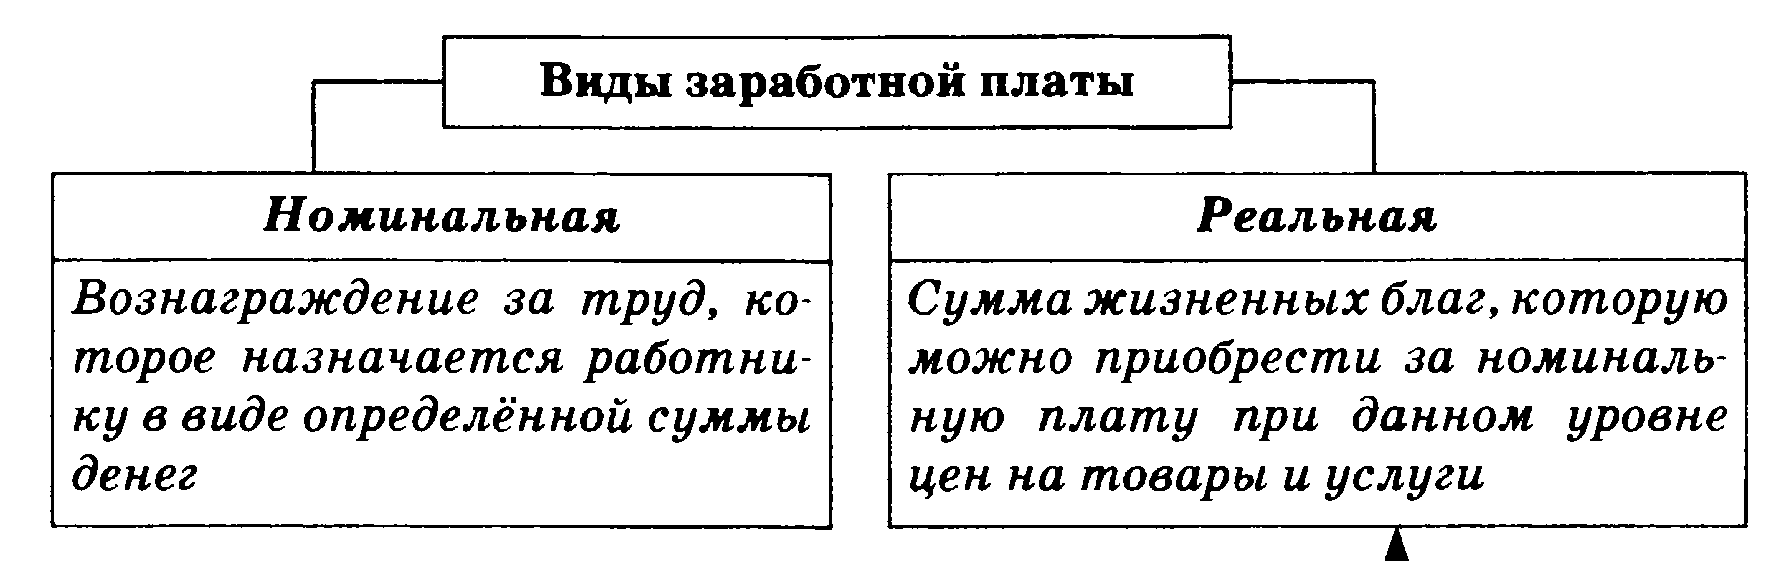 Виды заработной платы
Номинальная
Вознаграждение за труд, ко-
торое назначается работни-
ку в виде определённой суммы
денег
Реальная
Сумма жизненных благ, которую
можно приобрести за номиналь-
ную плату при данном уровне
цен на товары и услуги